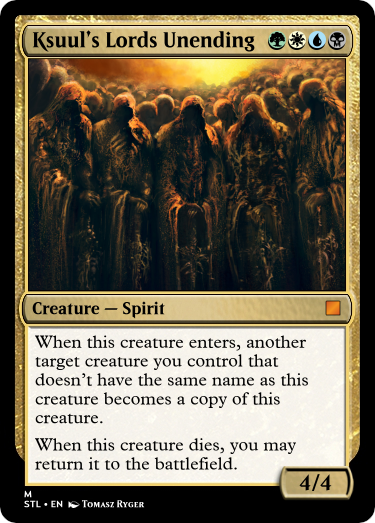 Ksuul's Lords Unending
Creature — Spirit
When this creature enters, another
target creature you control that
doesn't have the same name as this
creature becomes a copy of this
creature.
When this creature dies, you may
return it to the battlefield.
4/4
M
STL • EN Tomasz Ryger